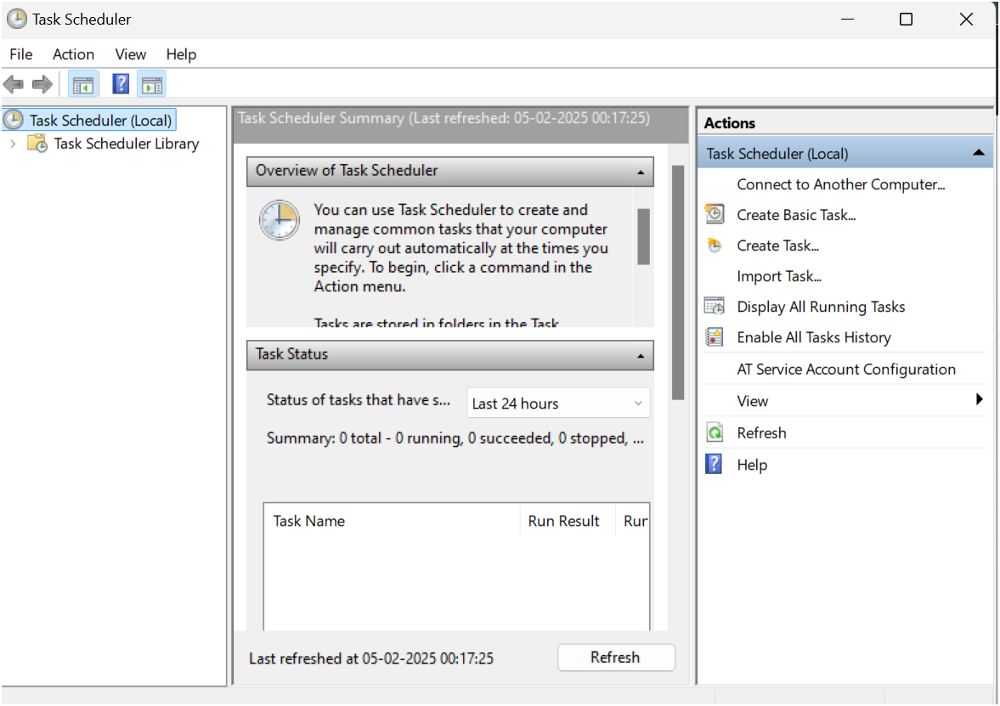 Task Scheduler
File Action View Help
Task Scheduler (Local)
Task Scheduler Library
Task Scheduler Summary (Last refreshed: 05-02-2025 00:17:25)
Overview of Task Scheduler
You can use Task Scheduler to create and
manage common tasks that your computer
will carry out automatically at the times you
specify. To begin, click a command in the
Action menu.
Tasks are stored in folders in the Task
Task Status
Status of tasks that have s... Last 24 hours
Summary: 0 total - 0 running, 0 succeeded, 0 stopped, ...
Task Name Run Result Run
Last refreshed at 05-02-2025 00:17:25 Refresh
Actions
Task Scheduler (Local)
Connect to Another Computer...
Create Basic Task...
Create Task...
Import Task...
Display All Running Tasks
Enable All Tasks History
AT Service Account Configuration
View
Refresh
Help